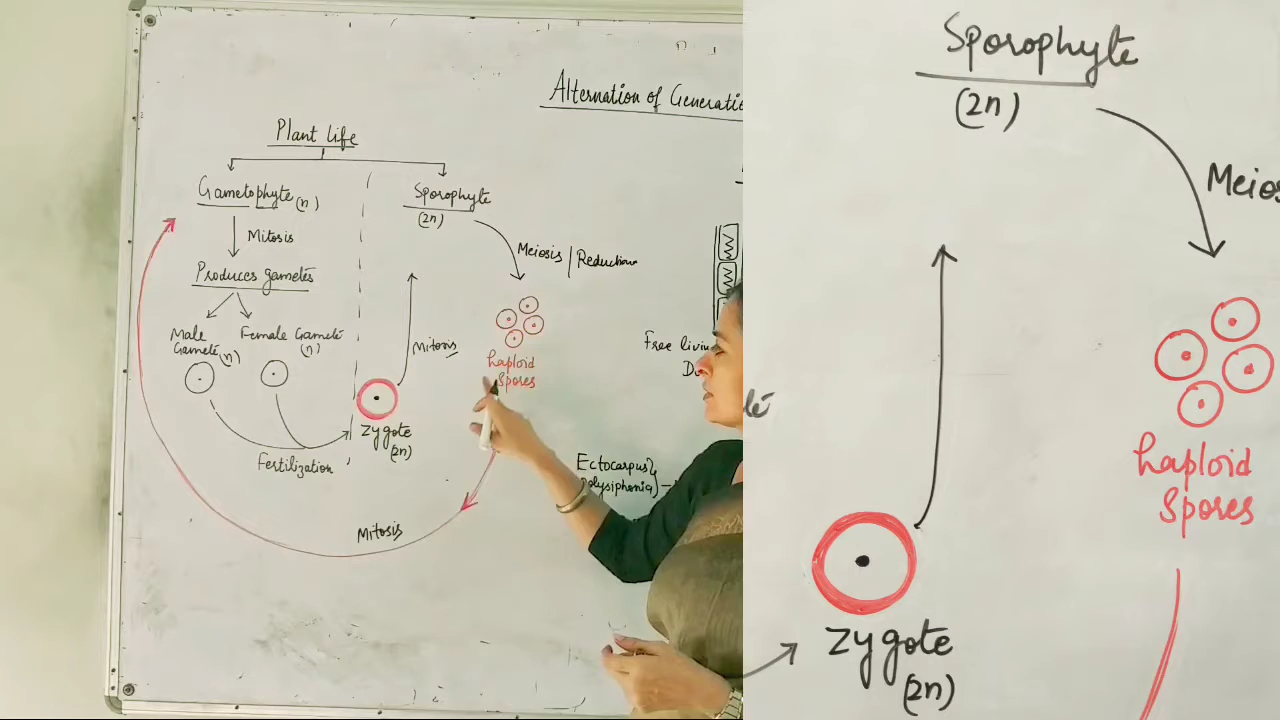 Alternation of Generatio
Plant life
Gametophyte (n)
Sporophyte
(2n)
Mitosis
Meiosis | Reduction
Produces gametes
Male
Gamete (n)
Female Gamete
(n)
Mitosis
haploid
spores
Zygote
(2n)
Fertilization
Mitosis
Free livin
D
Ectocarpus,
polysiphonia
Sporophyte
(2n)
Meios
haploid
spores
Zygote
(2n)